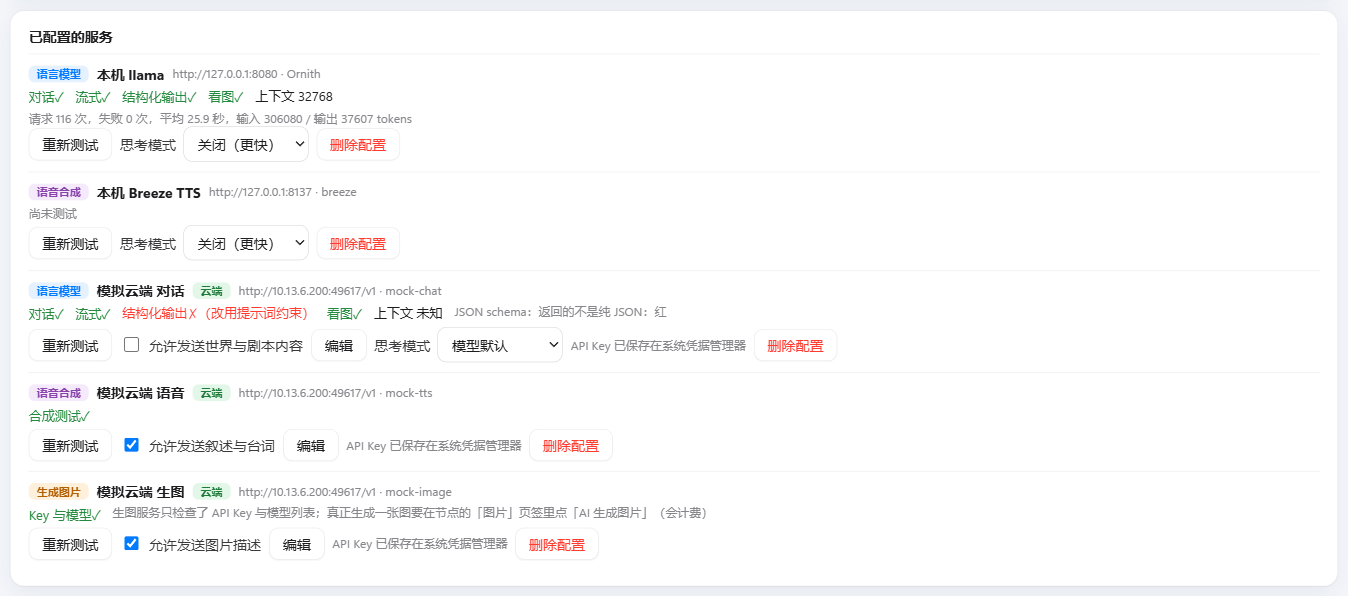 已配置的服务
语言模型 本机 llama http://127.0.0.1:8080 · Ornith
对话✓ 流式✓ 结构化输出✓ 看图✓ 上下文 32768
请求 116 次，失败 0 次，平均 25.9 秒，输入 306080 / 输出 37607 tokens
重新测试 思考模式 关闭（更快） 删除配置
语音合成 本机 Breeze TTS http://127.0.0.1:8137 · breeze
尚未测试
重新测试 思考模式 关闭（更快） 删除配置
语言模型 模拟云端 对话 云端 http://10.13.6.200:49617/v1 · mock-chat
对话✓ 流式✓ 结构化输出✗（改用提示词约束） 看图✓ 上下文 未知 JSON schema：返回的不是纯 JSON：红
重新测试 允许发送世界与剧本内容 编辑 思考模式 模型默认 API Key 已保存在系统凭据管理器 删除配置
语音合成 模拟云端 语音 云端 http://10.13.6.200:49617/v1 · mock-tts
合成测试✓
重新测试 允许发送叙述与台词 编辑 API Key 已保存在系统凭据管理器 删除配置
生成图片 模拟云端 生图 云端 http://10.13.6.200:49617/v1 · mock-image
Key 与模型✓ 生图服务只检查了 API Key 与模型列表；真正生成一张图要在节点的「图片」页签里点「AI 生成图片」（会计费）
重新测试 允许发送图片描述 编辑 API Key 已保存在系统凭据管理器 删除配置